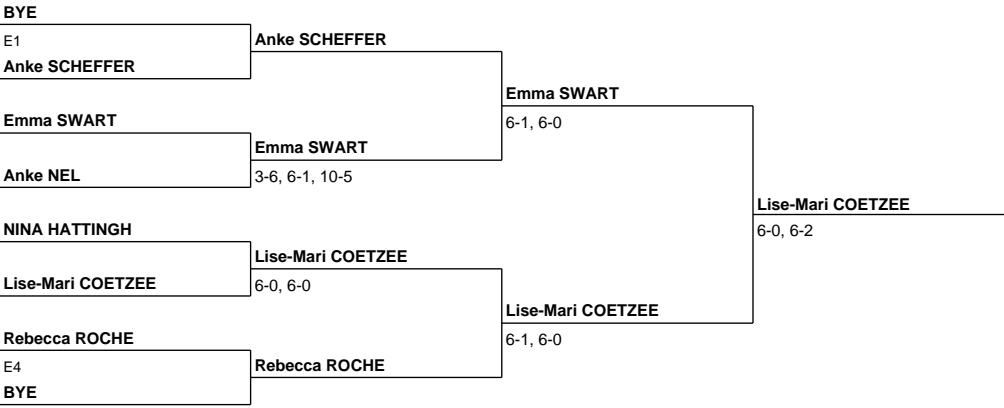 BYE
E1
Anke SCHEFFER
Anke SCHEFFER
Emma SWART
6-1, 6-0
Emma SWART
Emma SWART
3-6, 6-1, 10-5
Anke NEL
Lise-Mari COETZEE
6-0, 6-2
NINA HATTINGH
Lise-Mari COETZEE
6-0, 6-0
Lise-Mari COETZEE
Lise-Mari COETZEE
6-1, 6-0
Rebecca ROCHE
E4
Rebecca ROCHE
BYE